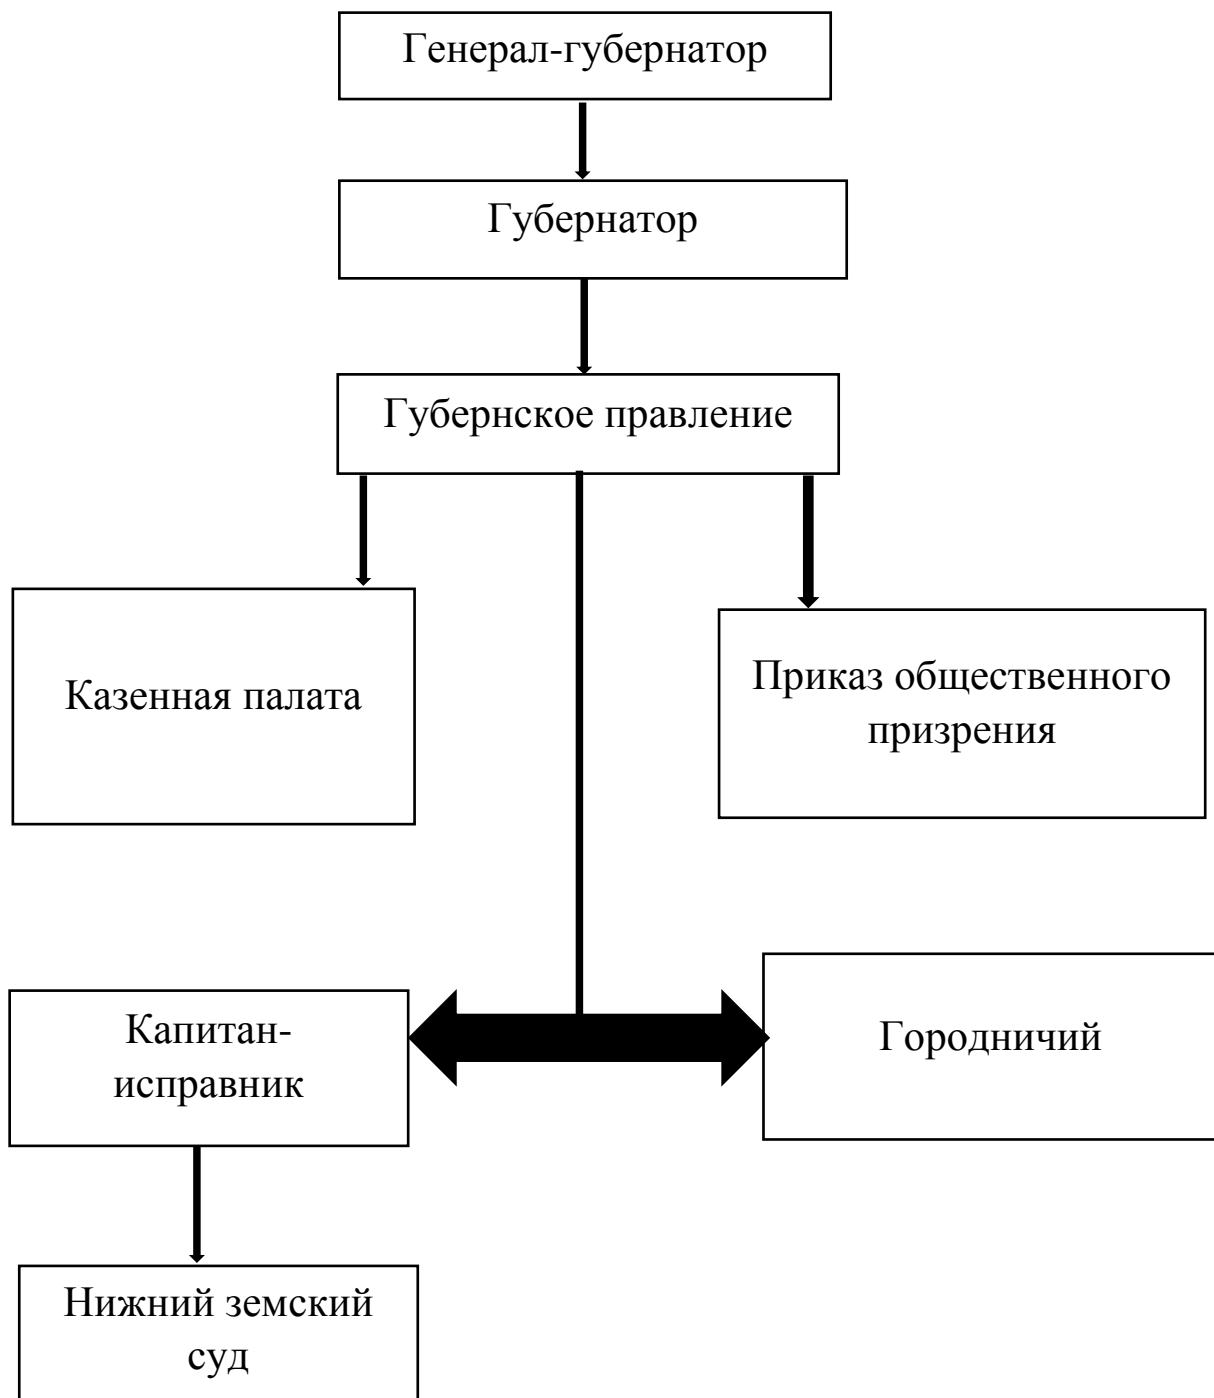 Генерал-губернатор
Губернатор
Губернское правление
Казенная палата
Приказ общественного
призрения
Капитан-
исправник
Городничий
Нижний земский
суд